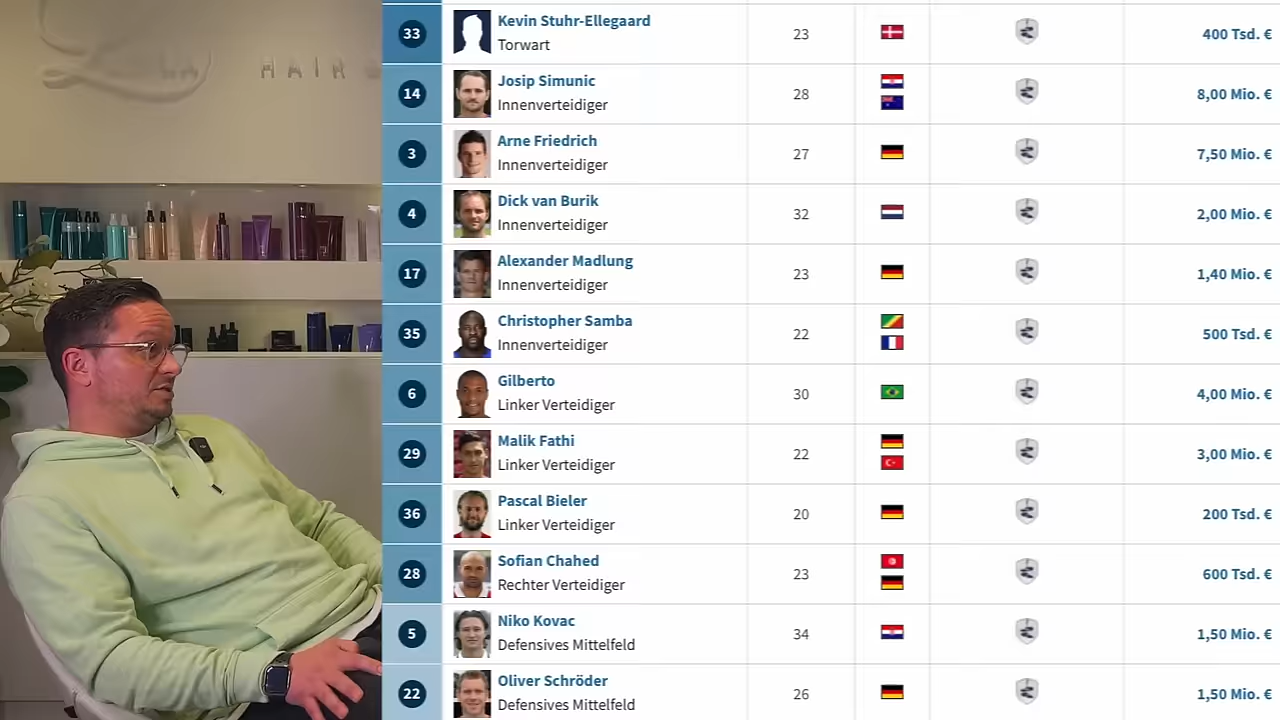 HAIR
33
Kevin Stuhr-Ellegaard
Torwart
23
400 Tsd. €
14
Josip Simunic
Innenverteidiger
28
8,00 Mio. €
3
Arne Friedrich
Innenverteidiger
27
7,50 Mio. €
4
Dick van Burik
Innenverteidiger
32
2,00 Mio. €
17
Alexander Madlung
Innenverteidiger
23
1,40 Mio. €
35
Christopher Samba
Innenverteidiger
22
500 Tsd. €
6
Gilberto
Linker Verteidiger
30
4,00 Mio. €
29
Malik Fathi
Linker Verteidiger
22
3,00 Mio. €
36
Pascal Bieler
Linker Verteidiger
20
200 Tsd. €
28
Sofian Chahed
Rechter Verteidiger
23
600 Tsd. €
5
Niko Kovac
Defensives Mittelfeld
34
1,50 Mio. €
22
Oliver Schröder
Defensives Mittelfeld
26
1,50 Mio. €